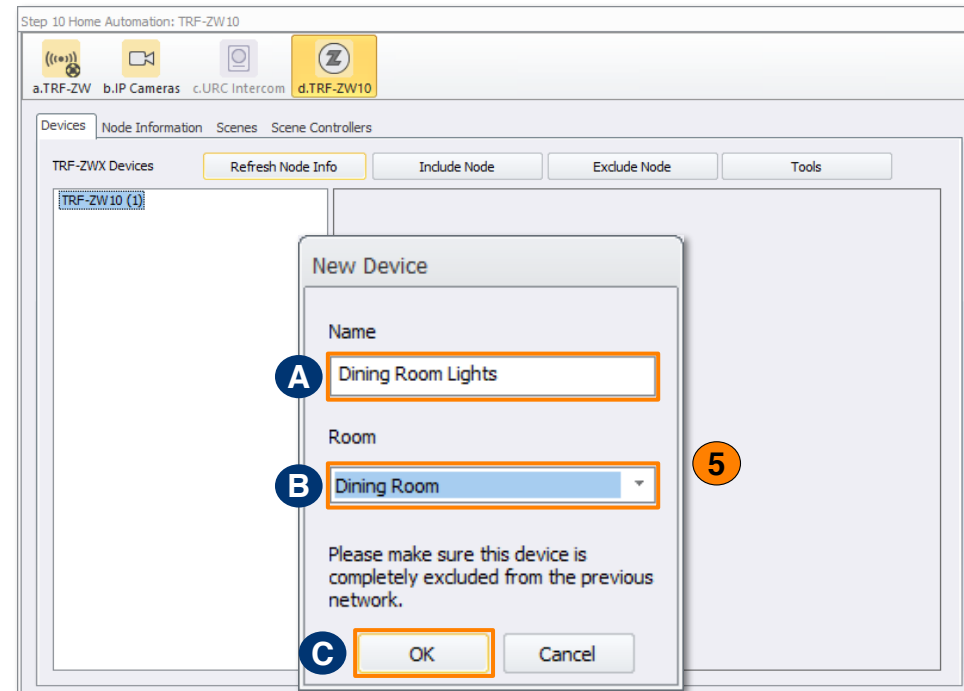 Step 10 Home Automation: TRF-ZW10
a.TRF-ZW b.IP Cameras c.URC Intercom d.TRF-ZW10
Devices Node Information Scenes Scene Controllers
TRF-ZWX Devices Refresh Node Info Include Node Exclude Node Tools
TRF-ZW10 (1)
New Device
Name
A Dining Room Lights
Room
5
B Dining Room
Please make sure this device is
completely excluded from the previous
network.
C OK Cancel